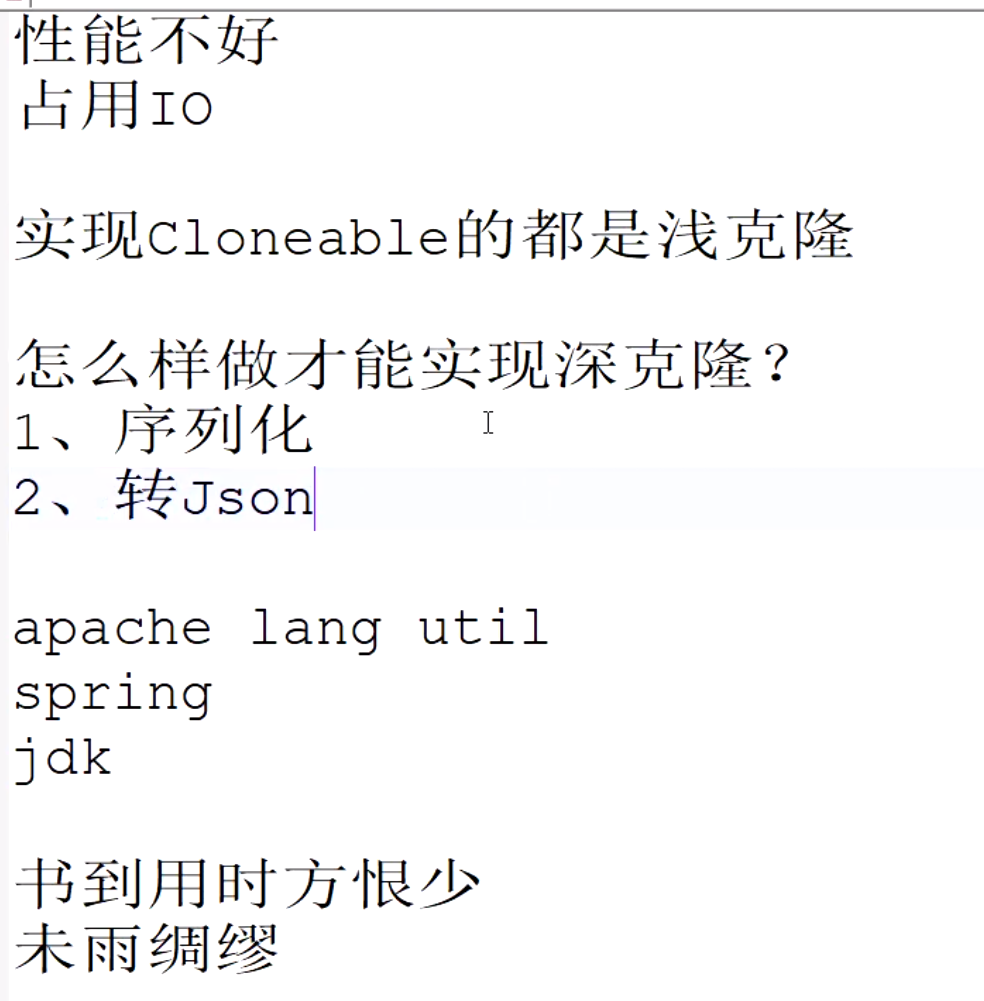 性能不好
占用IO
实现Cloneable的都是浅克隆
怎么样做才能实现深克隆？
1、序列化
2、转Json
apache lang util
spring
jdk
书到用时方恨少
未雨绸缪